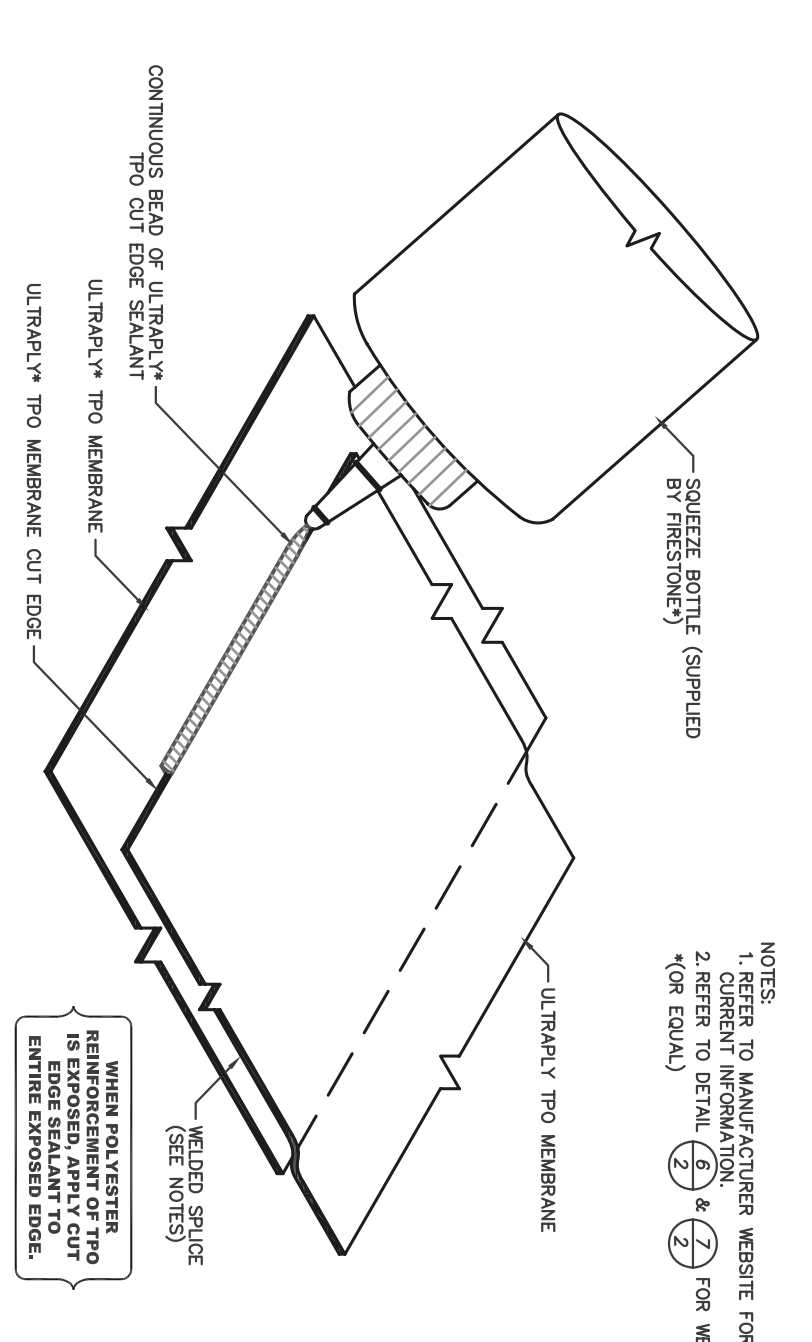 NOTES:
1. REFER TO MANUFACTURER WEBSITE FOR
CURRENT INFORMATION.
2. REFER TO DETAIL 6/2 & 7/2 FOR
*(OR EQUAL)
SQUEEZE BOTTLE (SUPPLIED
BY FIRESTONE*)
ULTRAPLY TPO MEMBRANE
CONTINUOUS BEAD OF ULTRAPLY*
TPO CUT EDGE SEALANT
ULTRAPLY* TPO MEMBRANE
ULTRAPLY* TPO MEMBRANE CUT EDGE
WELDED SPLICE
(SEE NOTES)
WHEN POLYESTER
REINFORCEMENT OF TPO
IS EXPOSED, APPLY CUT
EDGE SEALANT TO
ENTIRE EXPOSED EDGE.